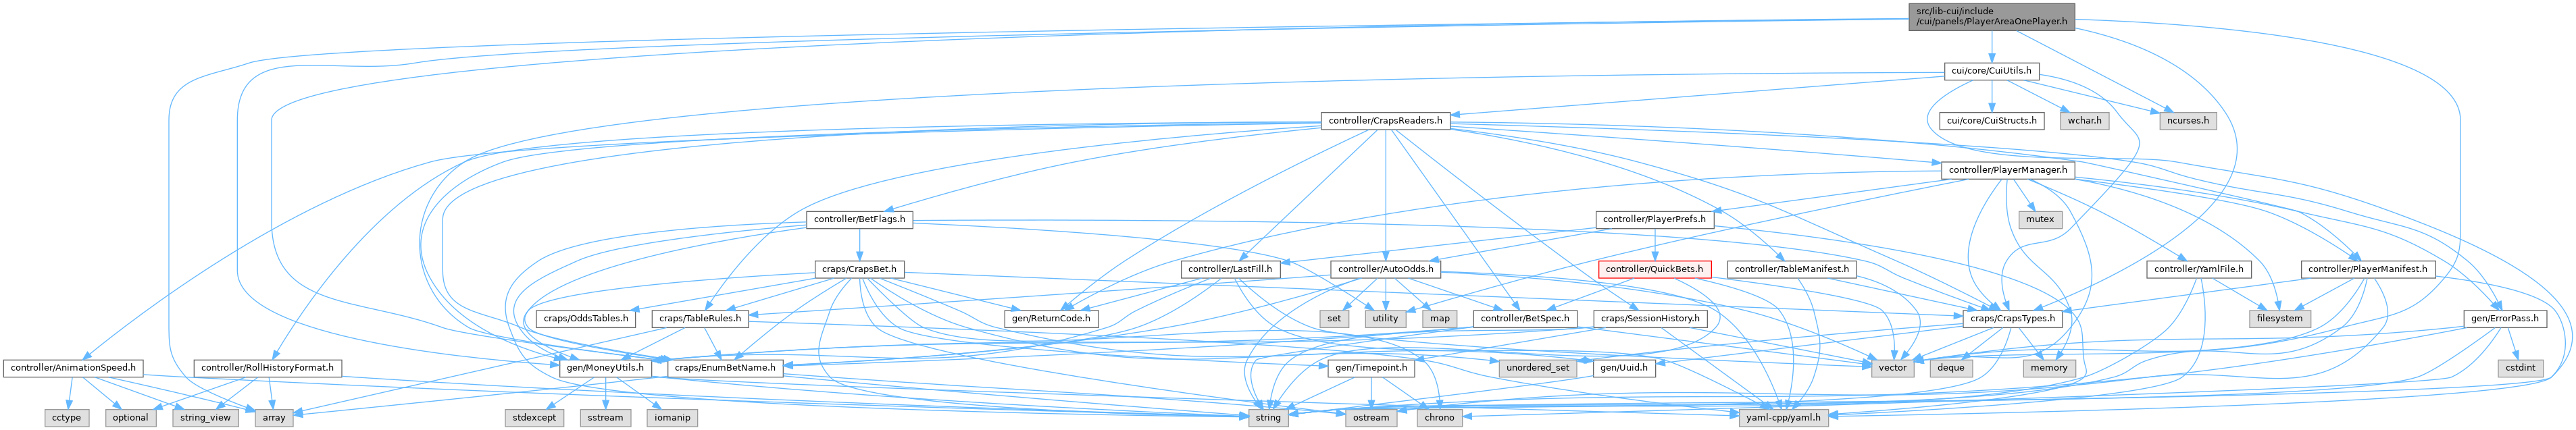 src/lib-cui/include
/cui/panels/PlayerAreaOnePlayer.h
cui/core/CuiUtils.h
controller/CrapsReaders.h
cui/core/CuiStructs.h
wchar.h
ncurses.h
controller/PlayerManager.h
controller/BetFlags.h
controller/PlayerPrefs.h
mutex
craps/CrapsBet.h
controller/LastFill.h
controller/AutoOdds.h
controller/QuickBets.h
controller/TableManifest.h
controller/YamlFile.h
controller/PlayerManifest.h
craps/OddsTables.h
craps/TableRules.h
gen/ReturnCode.h
set
utility
map
controller/BetSpec.h
craps/SessionHistory.h
craps/CrapsTypes.h
filesystem
gen/ErrorPass.h
controller/AnimationSpeed.h
controller/RollHistoryFormat.h
gen/MoneyUtils.h
craps/EnumBetName.h
gen/Timepoint.h
unordered_set
gen/Uuid.h
vector
deque
memory
cstdint
cctype
optional
string_view
array
stdexcept
sstream
iomanip
string
ostream
chrono
yaml-cpp/yaml.h